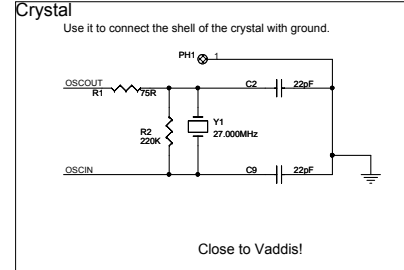 Crystal
Use it to connect the shell of the crystal with ground.
PH1 1
OSCOUT
R1 75R
C2 22pF
R2
220K
Y1
27.000MHz
OSCIN
C9 22pF
Close to Vaddis!